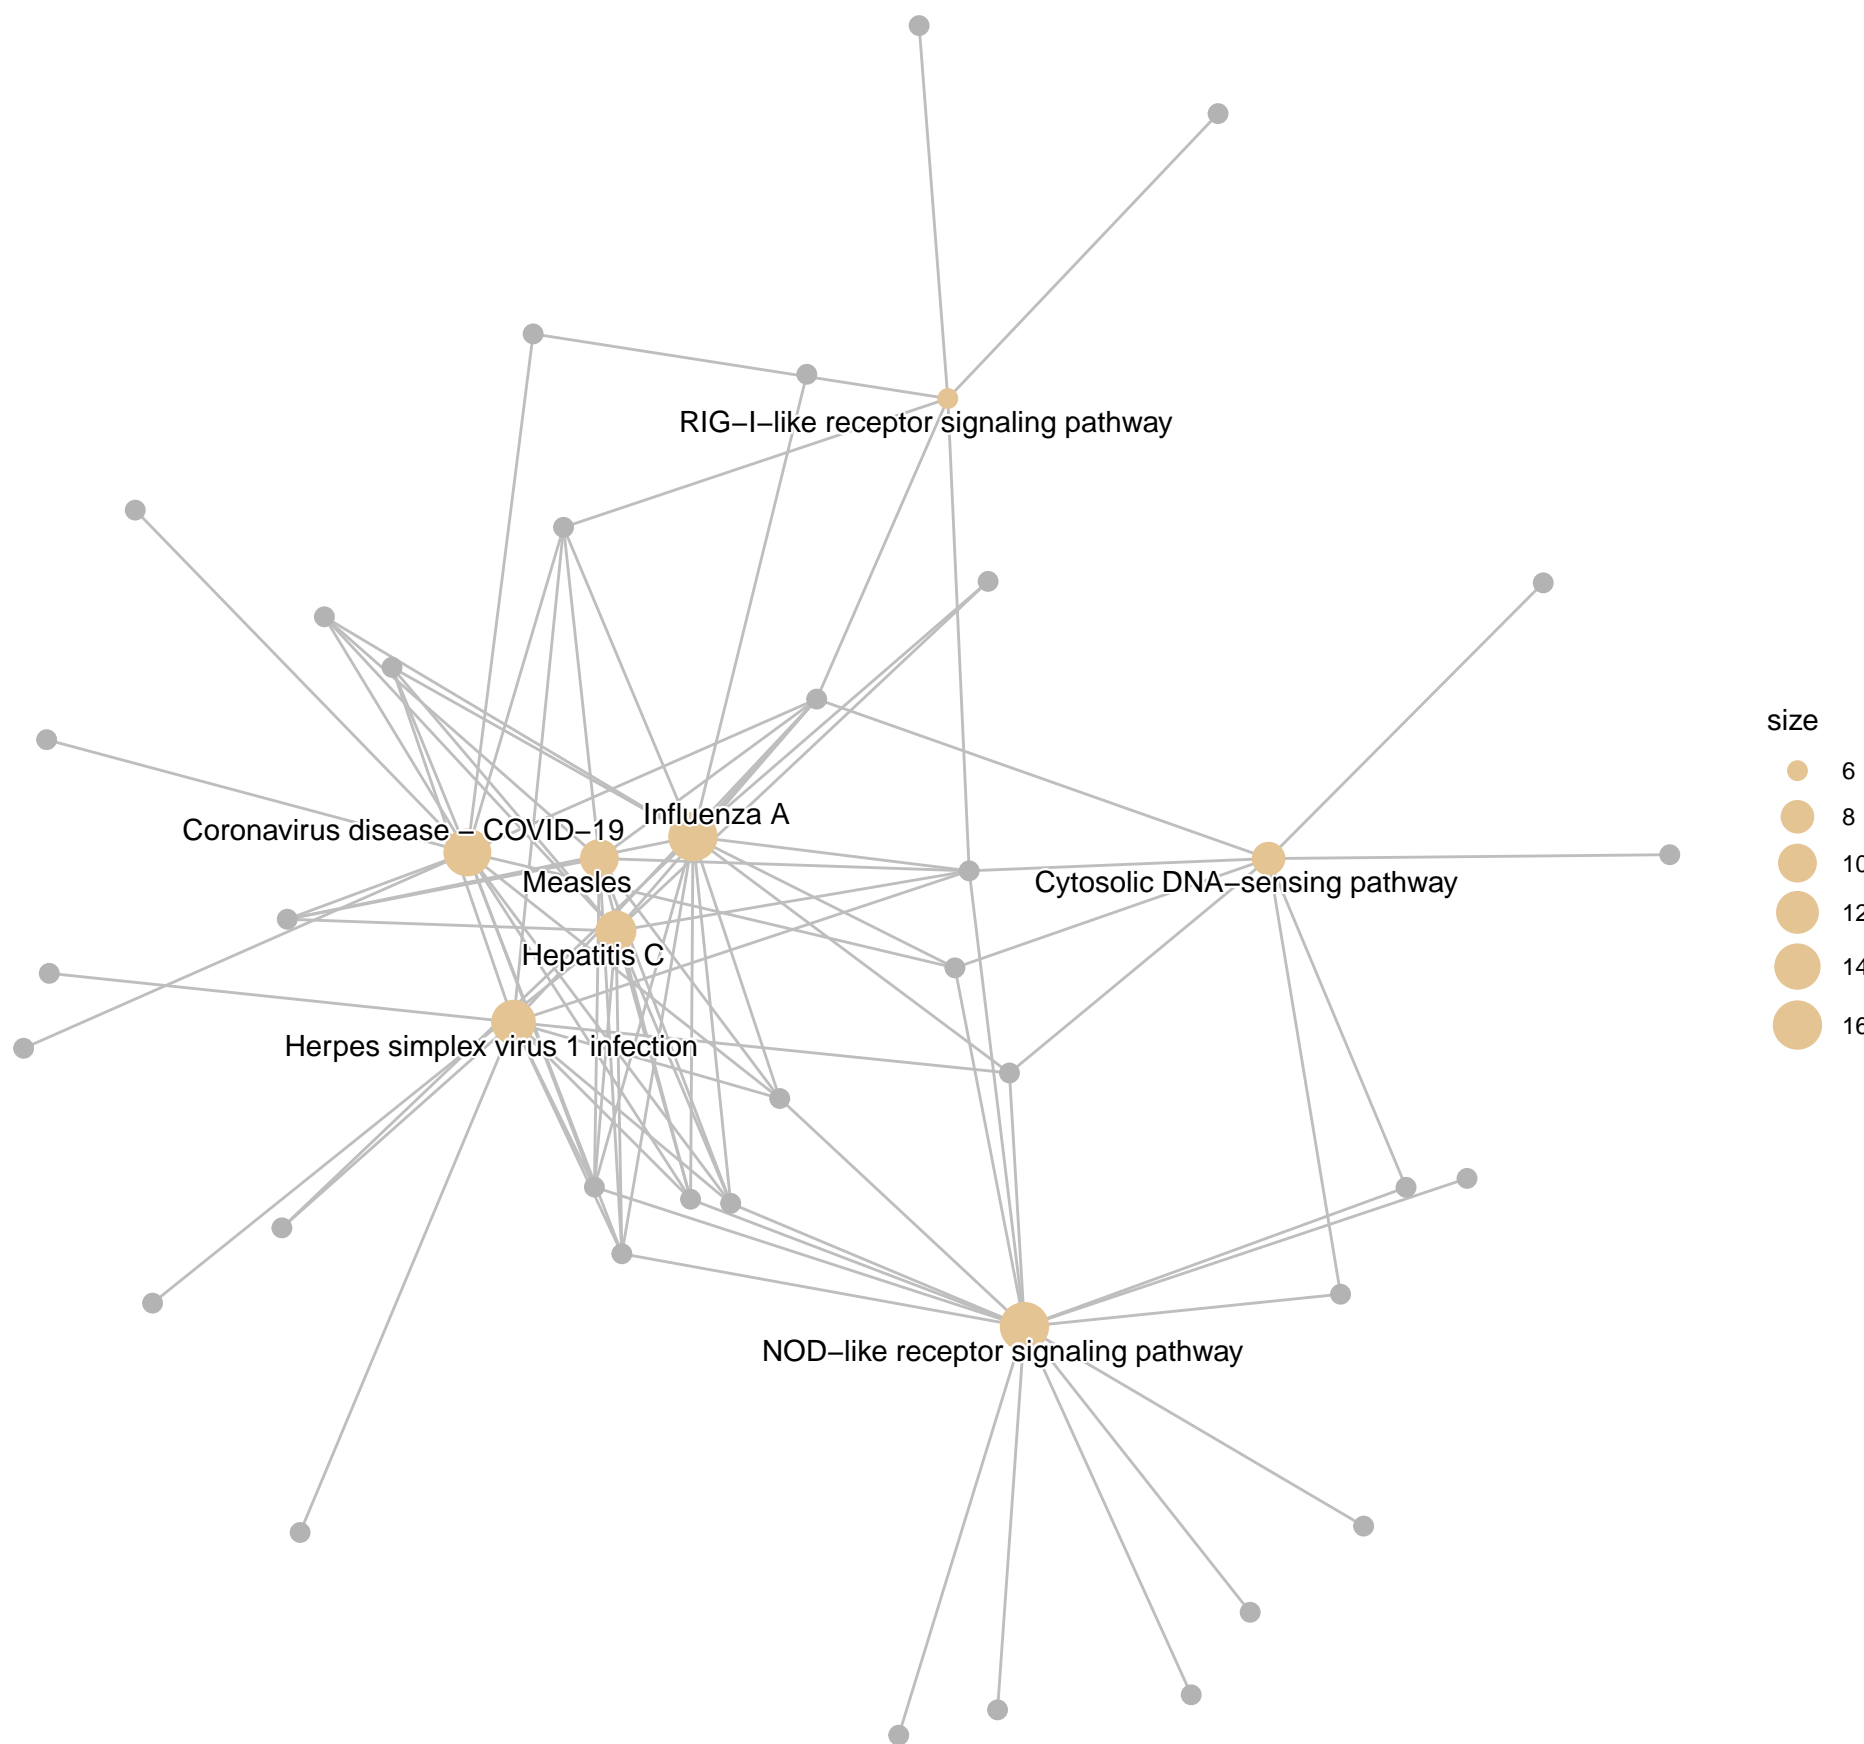 RIG−I−like receptor signaling pathway
size
6
8
10
12
14
16
Influenza A
Coronavirus disease − COVID−19
Measles
Cytosolic DNA−sensing pathway
Hepatitis C
Herpes simplex virus 1 infection
NOD−like receptor signaling pathway